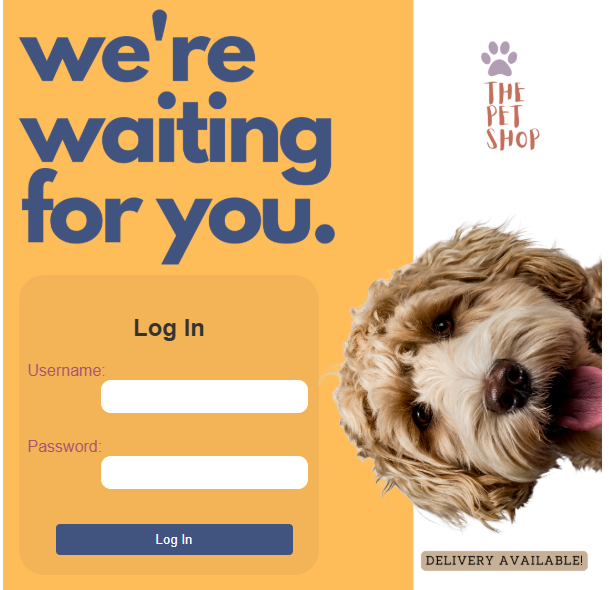 we're
waiting
for you.
THE
PET
SHOP
Log In
Username:
Password:
Log In
DELIVERY AVAILABLE!